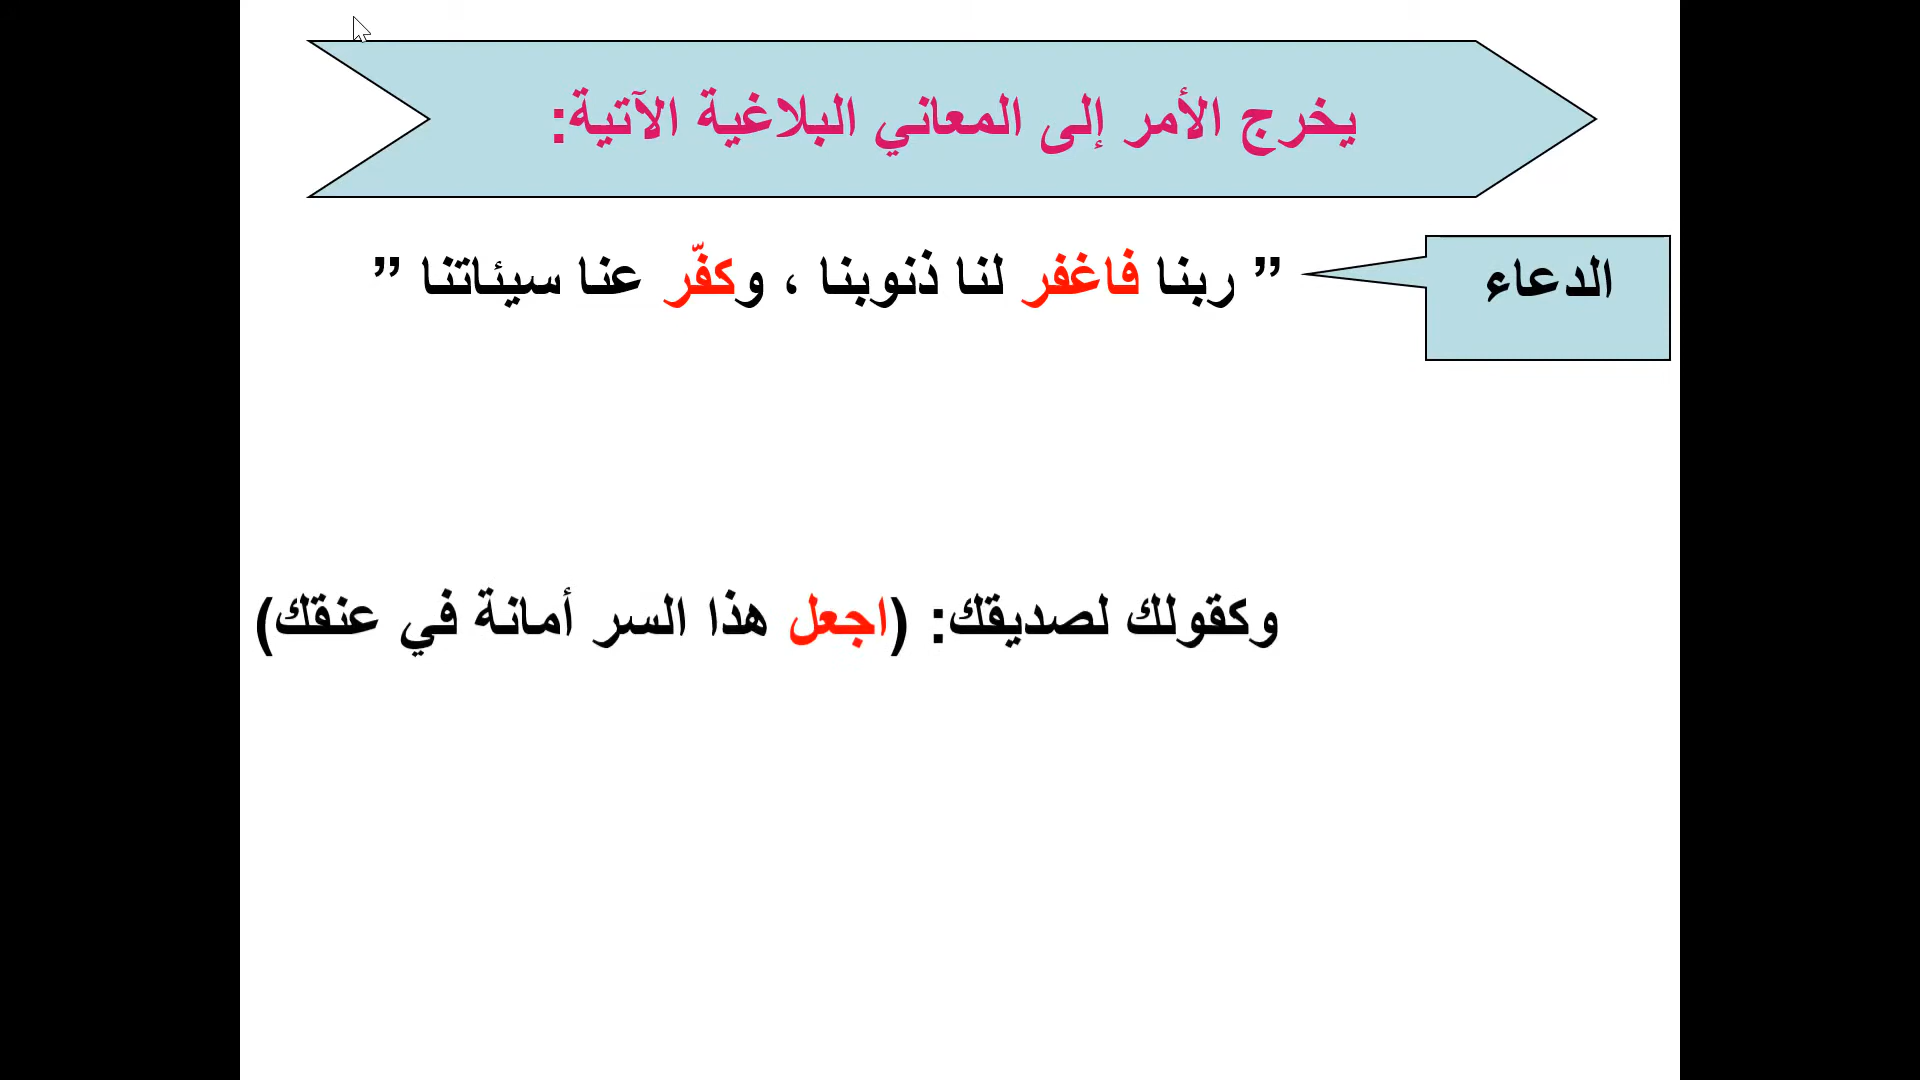 يخرج الأمر إلى المعاني البلاغية الآتية:
الدعاء
” ربنا فاغفر لنا ذنوبنا ، وكفّر عنا سيئاتنا ”
وكقولك لصديقك: (اجعل هذا السر أمانة في عنقك)